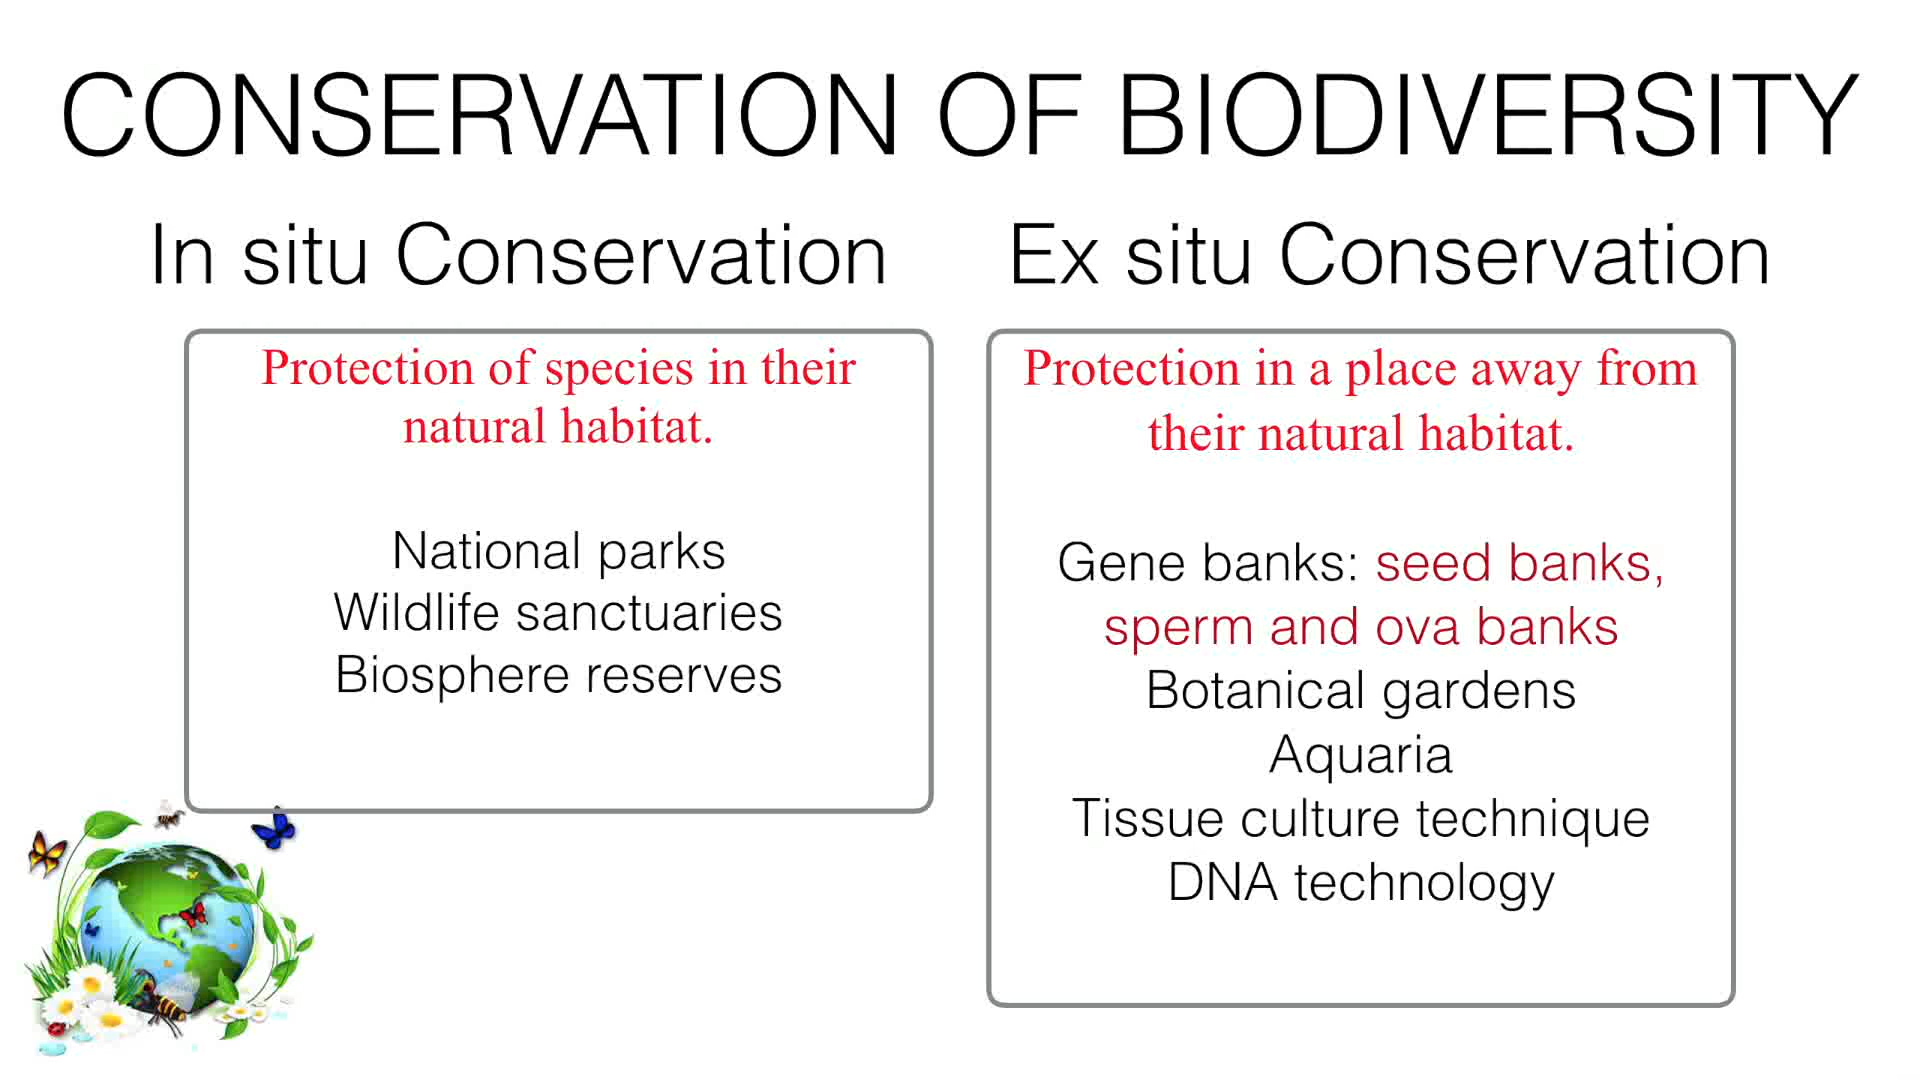 CONSERVATION OF BIODIVERSITY
In situ Conservation
Protection of species in their
natural habitat.
National parks
Wildlife sanctuaries
Biosphere reserves
Ex situ Conservation
Protection in a place away from
their natural habitat.
Gene banks: seed banks,
sperm and ova banks
Botanical gardens
Aquaria
Tissue culture technique
DNA technology